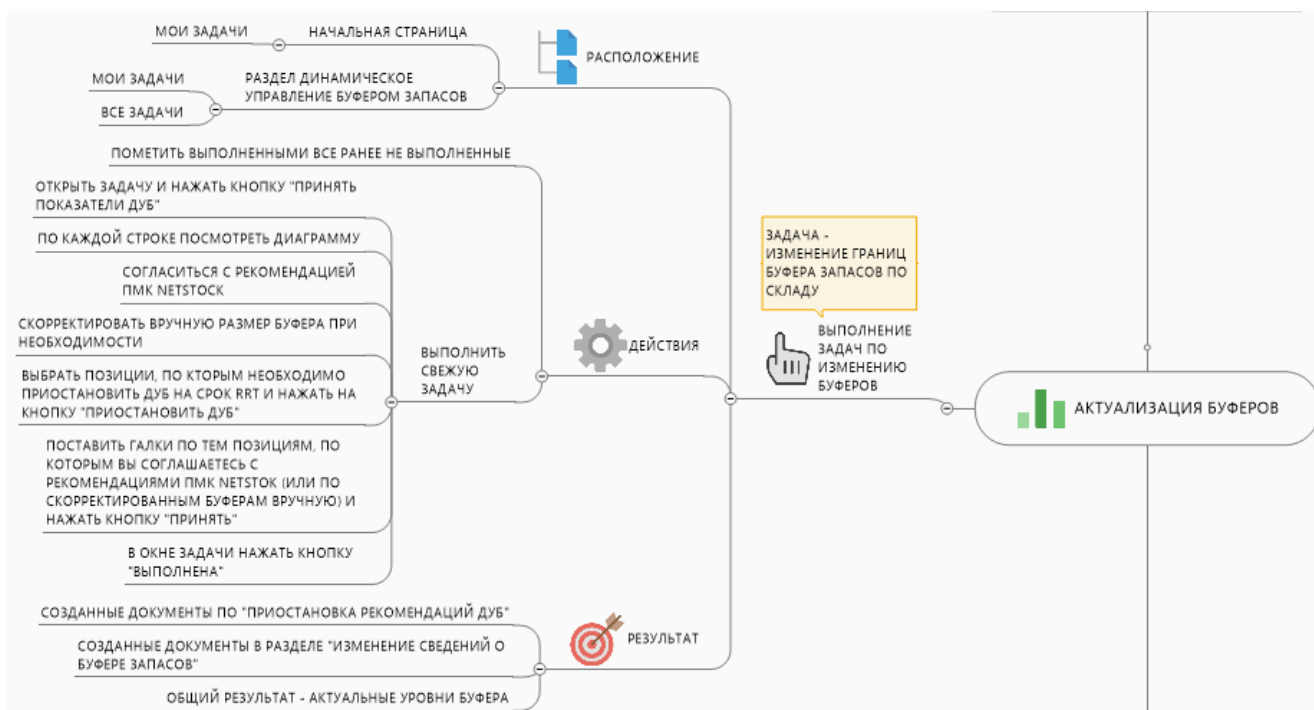 МОИ ЗАДАЧИ
НАЧАЛЬНАЯ СТРАНИЦА
РАСПОЛОЖЕНИЕ
МОИ ЗАДАЧИ
ВСЕ ЗАДАЧИ
РАЗДЕЛ ДИНАМИЧЕСКОЕ
УПРАВЛЕНИЕ БУФЕРОМ ЗАПАСОВ
ПОМЕТИТЬ ВЫПОЛНЕННЫМИ ВСЕ РАНЕЕ НЕ ВЫПОЛНЕННЫЕ
ОТКРЫТЬ ЗАДАЧУ И НАЖАТЬ КНОПКУ "ПРИНЯТЬ
ПОКАЗАТЕЛИ ДУБ"
ПО КАЖДОЙ СТРОКЕ ПОСМОТРЕТЬ ДИАГРАММУ
СОГЛАСИТЬСЯ С РЕКОМЕНДАЦИЕЙ
ПМК NETSTOCK
СКОРРЕКТИРОВАТЬ ВРУЧНУЮ РАЗМЕР БУФЕРА ПРИ
НЕОБХОДИМОСТИ
ВЫБРАТЬ ПОЗИЦИИ, ПО КТОРЫМ НЕОБХОДИМО
ПРИОСТАНОВИТЬ ДУБ НА СРОК RRT И НАЖАТЬ НА
КНОПКУ "ПРИОСТАНОВИТЬ ДУБ"
ПОСТАВИТЬ ГАЛКИ ПО ТЕМ ПОЗИЦИЯМ, ПО
КОТОРЫМ ВЫ СОГЛАШАЕТЕСЬ С
РЕКОМЕНДАЦИЯМИ ПМК NETSTOK (ИЛИ ПО
СКОРРЕКТИРОВАННЫМ БУФЕРАМ ВРУЧНУЮ) И
НАЖАТЬ КНОПКУ "ПРИНЯТЬ"
В ОКНЕ ЗАДАЧИ НАЖАТЬ КНОПКУ
"ВЫПОЛНЕНА"
ВЫПОЛНИТЬ
СВЕЖУЮ
ЗАДАЧУ
ДЕЙСТВИЯ
СОЗДАННЫЕ ДОКУМЕНТЫ ПО "ПРИОСТАНОВКА РЕКОМЕНДАЦИЙ ДУБ"
СОЗДАННЫЕ ДОКУМЕНТЫ В РАЗДЕЛЕ "ИЗМЕНЕНИЕ СВЕДЕНИЙ О
БУФЕРЕ ЗАПАСОВ"
ОБЩИЙ РЕЗУЛЬТАТ - АКТУАЛЬНЫЕ УРОВНИ БУФЕРА
РЕЗУЛЬТАТ
ЗАДАЧА -
ИЗМЕНЕНИЕ ГРАНИЦ
БУФЕРА ЗАПАСОВ ПО
СКЛАДУ
ВЫПОЛНЕНИЕ
ЗАДАЧ ПО
ИЗМЕНЕНИЮ
БУФЕРОВ
АКТУАЛИЗАЦИЯ БУФЕРОВ